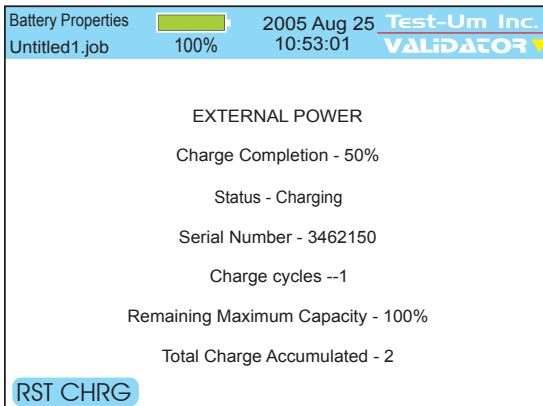 Battery Properties
Untitled1.job
100%
2005 Aug 25
10:53:01
Test-Um Inc.
VALiDATOR
EXTERNAL POWER
Charge Completion - 50%
Status - Charging
Serial Number - 3462150
Charge cycles --1
Remaining Maximum Capacity - 100%
Total Charge Accumulated - 2
RST CHRG